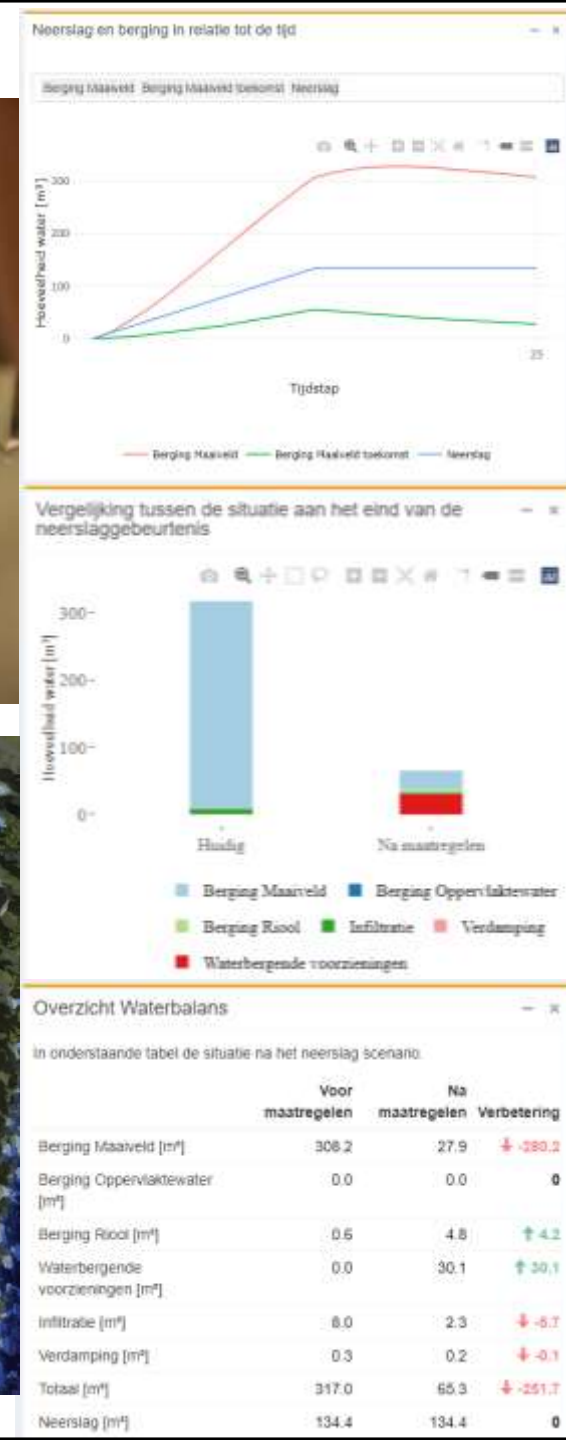 Neerslag en berging in relatie tot de tijd
Berging Maaiveld Berging Maaiveld toekomst Neerslag
Hoeveelheid water [m³]
300
200
100
0
25
Tijdstap
Berging Maaiveld Berging Maaiveld toekomst Neerslag
Vergelijking tussen de situatie aan het eind van de
neerslaggebeurtenis
Hoeveelheid water [m³]
300
200
100
0
Huidig Na maatregelen
Berging Maaiveld Berging Oppervlaktewater
Berging Riool Infiltratie Verdamping
Waterbergende voorzieningen
Overzicht Waterbalans
In onderstaande tabel de situatie na het neerslag scenario.
Voor maatregelen Na maatregelen Verbetering
Berging Maaiveld [m³] 308.2 27.9 -280.2
Berging Oppervlaktewater [m³] 0.0 0.0 0
Berging Riool [m³] 0.6 4.8 4.2
Waterbergende voorzieningen [m³] 0.0 30.1 30.1
Infiltratie [m³] 8.0 2.3 -5.7
Verdamping [m³] 0.3 0.2 -0.1
Totaal [m³] 317.0 65.3 -251.7
Neerslag [m³] 134.4 134.4 0